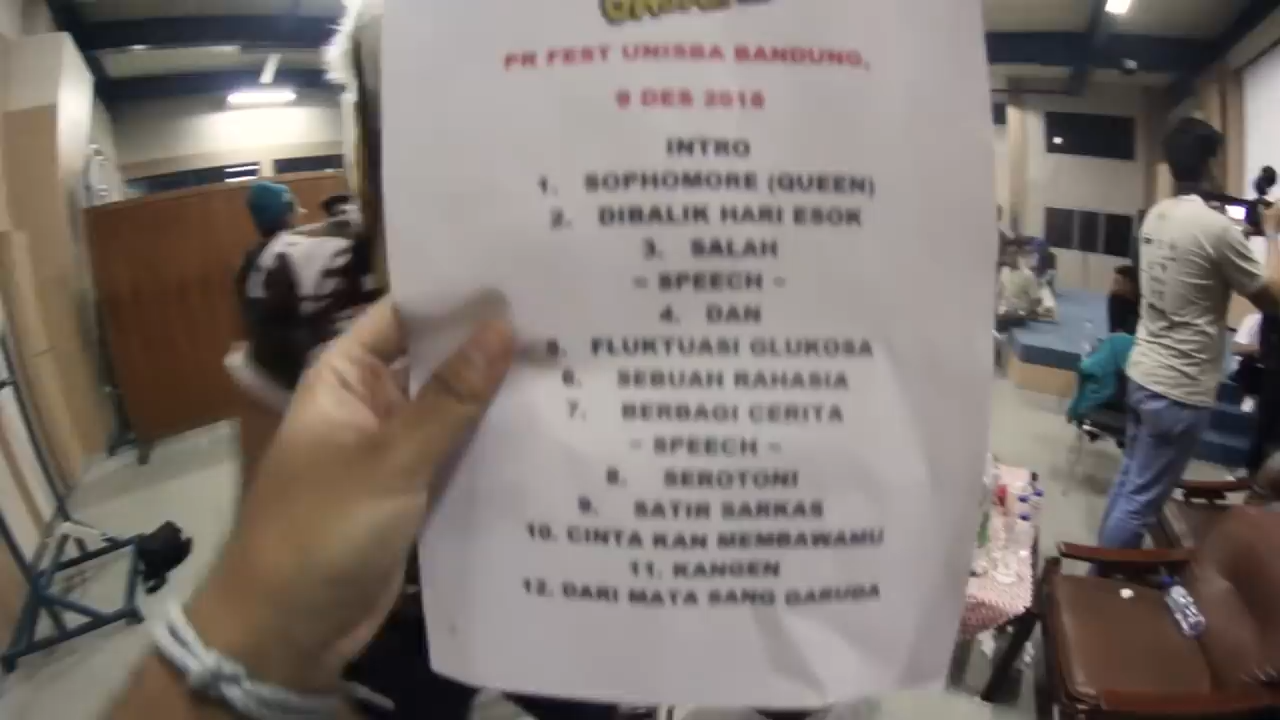 PR FEST UNISBA BANDUNG,
9 DES 2018
INTRO
1. SOPHOMORE (QUEEN)
2. DIBALIK HARI ESOK
3. SALAH
- SPEECH -
4. DAN
5. FLUKTUASI GLUKOSA
6. SEBUAH RAHASIA
7. BERBAGI CERITA
- SPEECH -
8. SEROTONI
9. SATIR SARKAS
10. CINTA KAN MEMBAWAMU
11. KANGEN
12. DARI MATA SANG GARUDA